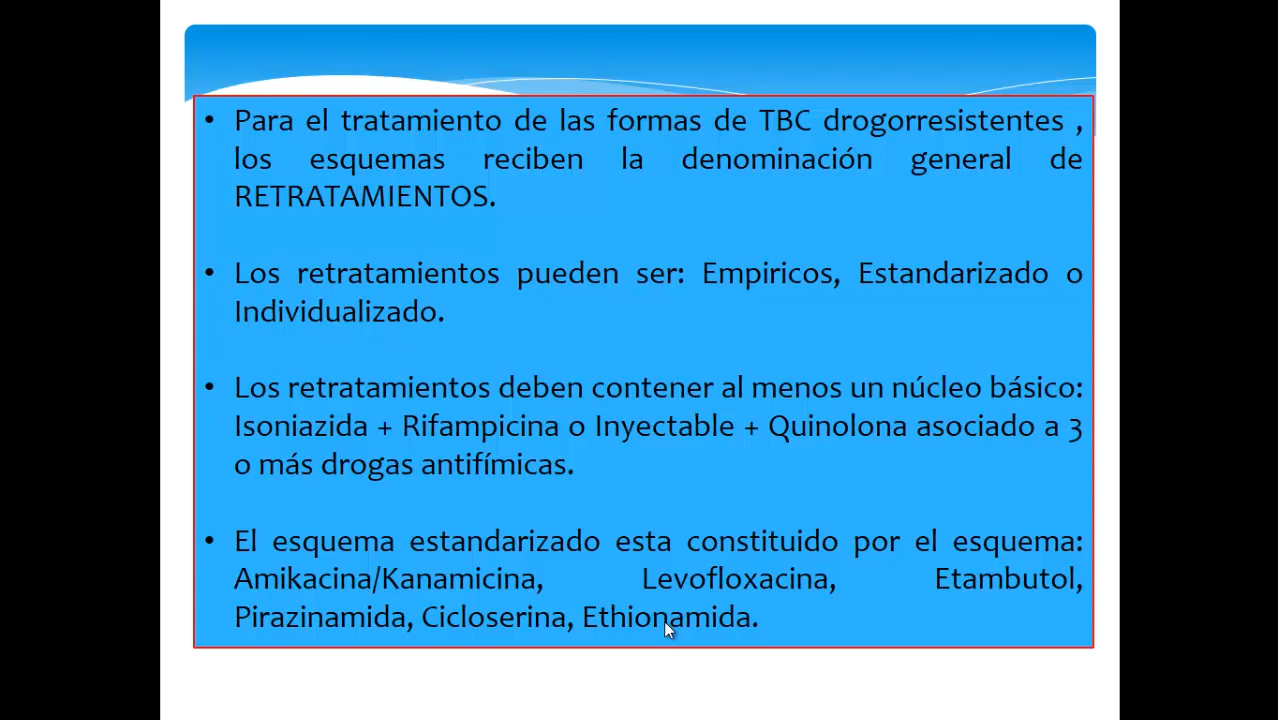 • Para el tratamiento de las formas de TBC drogorresistentes ,
los esquemas reciben la denominación general de
RETRATAMIENTOS.
• Los retratamientos pueden ser: Empiricos, Estandarizado o
Individualizado.
• Los retratamientos deben contener al menos un núcleo básico:
Isoniazida + Rifampicina o Inyectable + Quinolona asociado a 3
o más drogas antifímicas.
• El esquema estandarizado esta constituido por el esquema:
Amikacina/Kanamicina, Levofloxacina, Etambutol,
Pirazinamida, Cicloserina, Ethionamida.